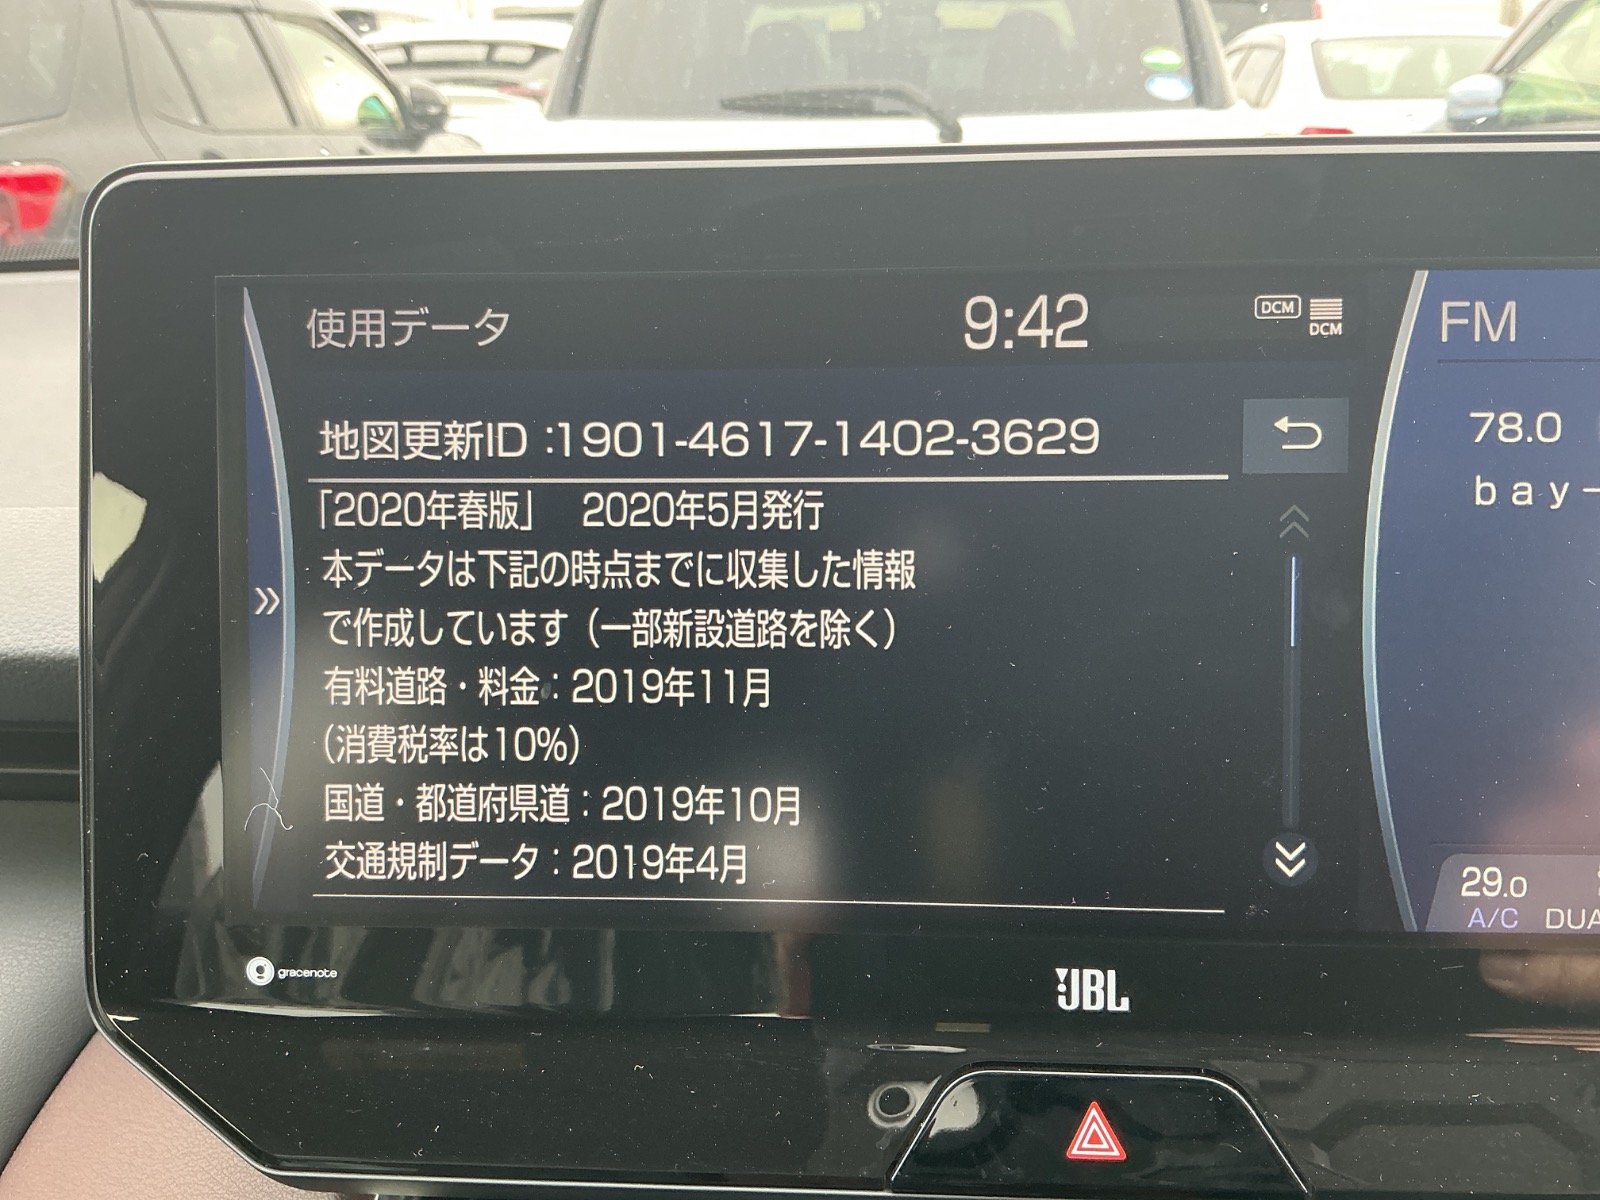 使用データ
9:42
DCM
DCM
地図更新ID :1901-4617-1402-3629
「2020年春版」 2020年5月発行
本データは下記の時点までに収集した情報
で作成しています（一部新設道路を除く）
有料道路・料金：2019年11月
（消費税率は10%）
国道・都道府県道：2019年10月
交通規制データ：2019年4月
FM
78.0
bay-
29.0
A/C DUA
gracenote
JBL